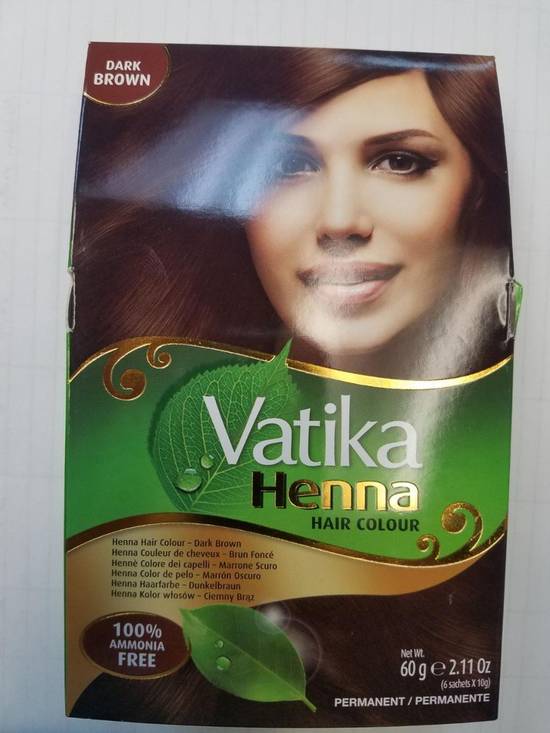 DARK
BROWN
Vatika
Henna
HAIR COLOUR
Henna Hair Colour – Dark Brown
Henna Couleur de cheveux – Brun Foncé
Hennè Colore dei capelli – Marrone Scuro
Henna Color de pelo – Marrón Oscuro
Henna Haarfarbe – Dunkelbraun
Henna Kolor włosów – Ciemny Brąz
100%
AMMONIA
FREE
Net Wt.
60 g ℮ 2.11 Oz
(6 sachets X 10g)
PERMANENT / PERMANENTE